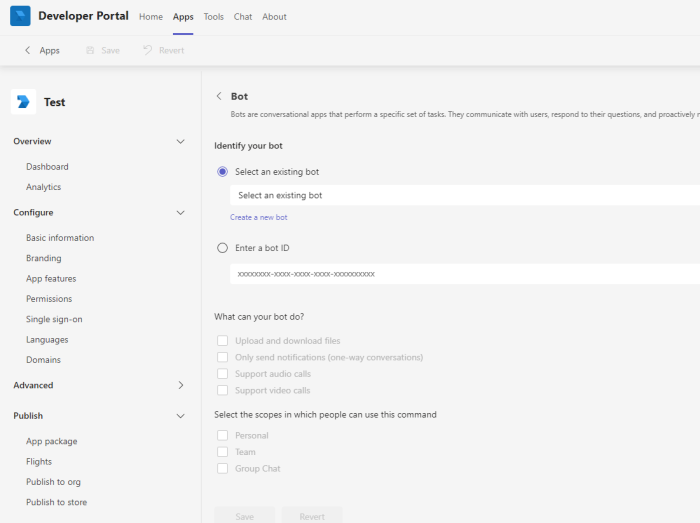 Developer Portal Home Apps Tools Chat About
Apps Save Revert
Test
Overview
Dashboard
Analytics
Configure
Basic information
Branding
App features
Permissions
Single sign-on
Languages
Domains
Advanced
Publish
App package
Flights
Publish to org
Publish to store
Bot
Bots are conversational apps that perform a specific set of tasks. They communicate with users, respond to their questions, and proactively
Identify your bot
Select an existing bot
Select an existing bot
Create a new bot
Enter a bot ID
xxxxxxxx-xxxx-xxxx-xxxx-xxxxxxxxxx
What can your bot do?
Upload and download files
Only send notifications (one-way conversations)
Support audio calls
Support video calls
Select the scopes in which people can use this command
Personal
Team
Group Chat
Save Revert